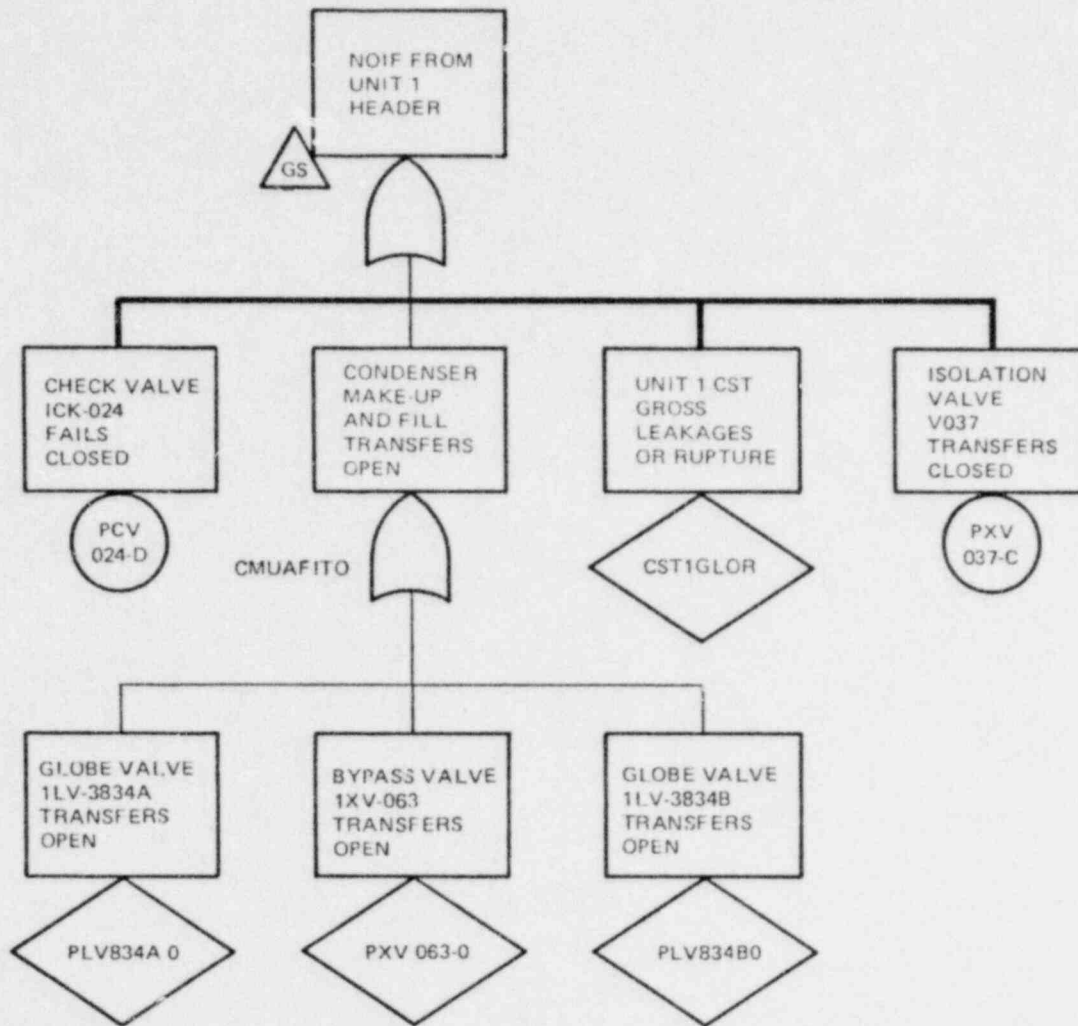 NOIF FROM
UNIT 1
HEADER
GS
CHECK VALVE
ICK-024
FAILS
CLOSED
CONDENSER
MAKE-UP
AND FILL
TRANSFERS
OPEN
UNIT 1 CST
GROSS
LEAKAGES
OR RUPTURE
ISOLATION
VALVE
V037
TRANSFERS
CLOSED
PCV
024-D
CMUAFITO
CST1GLOR
PXV
037-C
GLOBE VALVE
1LV-3834A
TRANSFERS
OPEN
BYPASS VALVE
1XV-063
TRANSFERS
OPEN
GLOBE VALVE
1LV-3834B
TRANSFERS
OPEN
PLV834A 0
PXV 063-0
PLV834B0